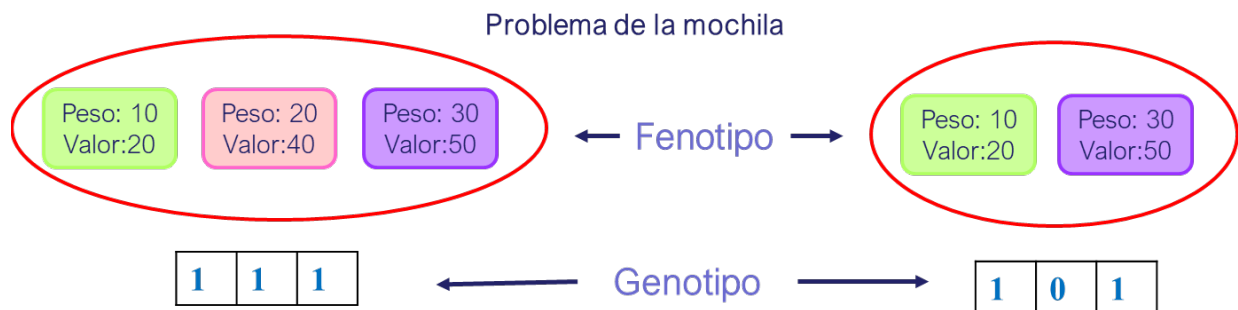 Problema de la mochila
Peso: 10
Valor:20
Peso: 20
Valor:40
Peso: 30
Valor:50
Fenotipo
Peso: 10
Valor:20
Peso: 30
Valor:50
1 1 1
Genotipo
1 0 1